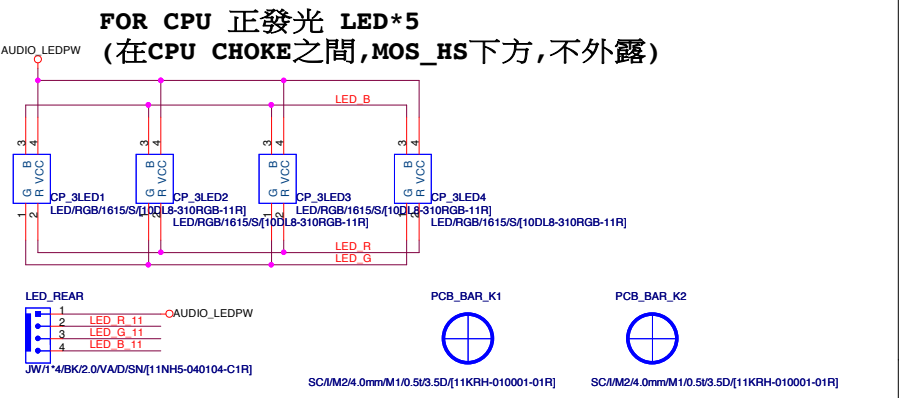 FOR CPU 正發光 LED*5
(在CPU CHOKE之間,MOS_HS下方,不外露)
AUDIO_LEDPW
LED_B
3 4 3 4 3 4 3 4
B B B B
G R VCC G R VCC G R VCC G R VCC
1 2 1 2 1 2 1 2
CP_3LED1 CP_3LED2 CP_3LED3 CP_3LED4
LED/RGB/1615/S/[10DL8-310RGB-11R] LED/RGB/1615/S/[10DL8-310RGB-11R]
LED/RGB/1615/S/[10DL8-310RGB-11R] LED/RGB/1615/S/[10DL8-310RGB-11R]
LED_R
LED_G
LED_REAR PCB_BAR_K1 PCB_BAR_K2
1 AUDIO_LEDPW
2 LED_R_11
3 LED_G_11
4 LED_B_11
JW/1*4/BK/2.0/VA/D/SN/[11NH5-040104-C1R]
SC/I/M2/4.0mm/M1/0.5t/3.5D/[11KRH-010001-01R] SC/I/M2/4.0mm/M1/0.5t/3.5D/[11KRH-010001-01R]